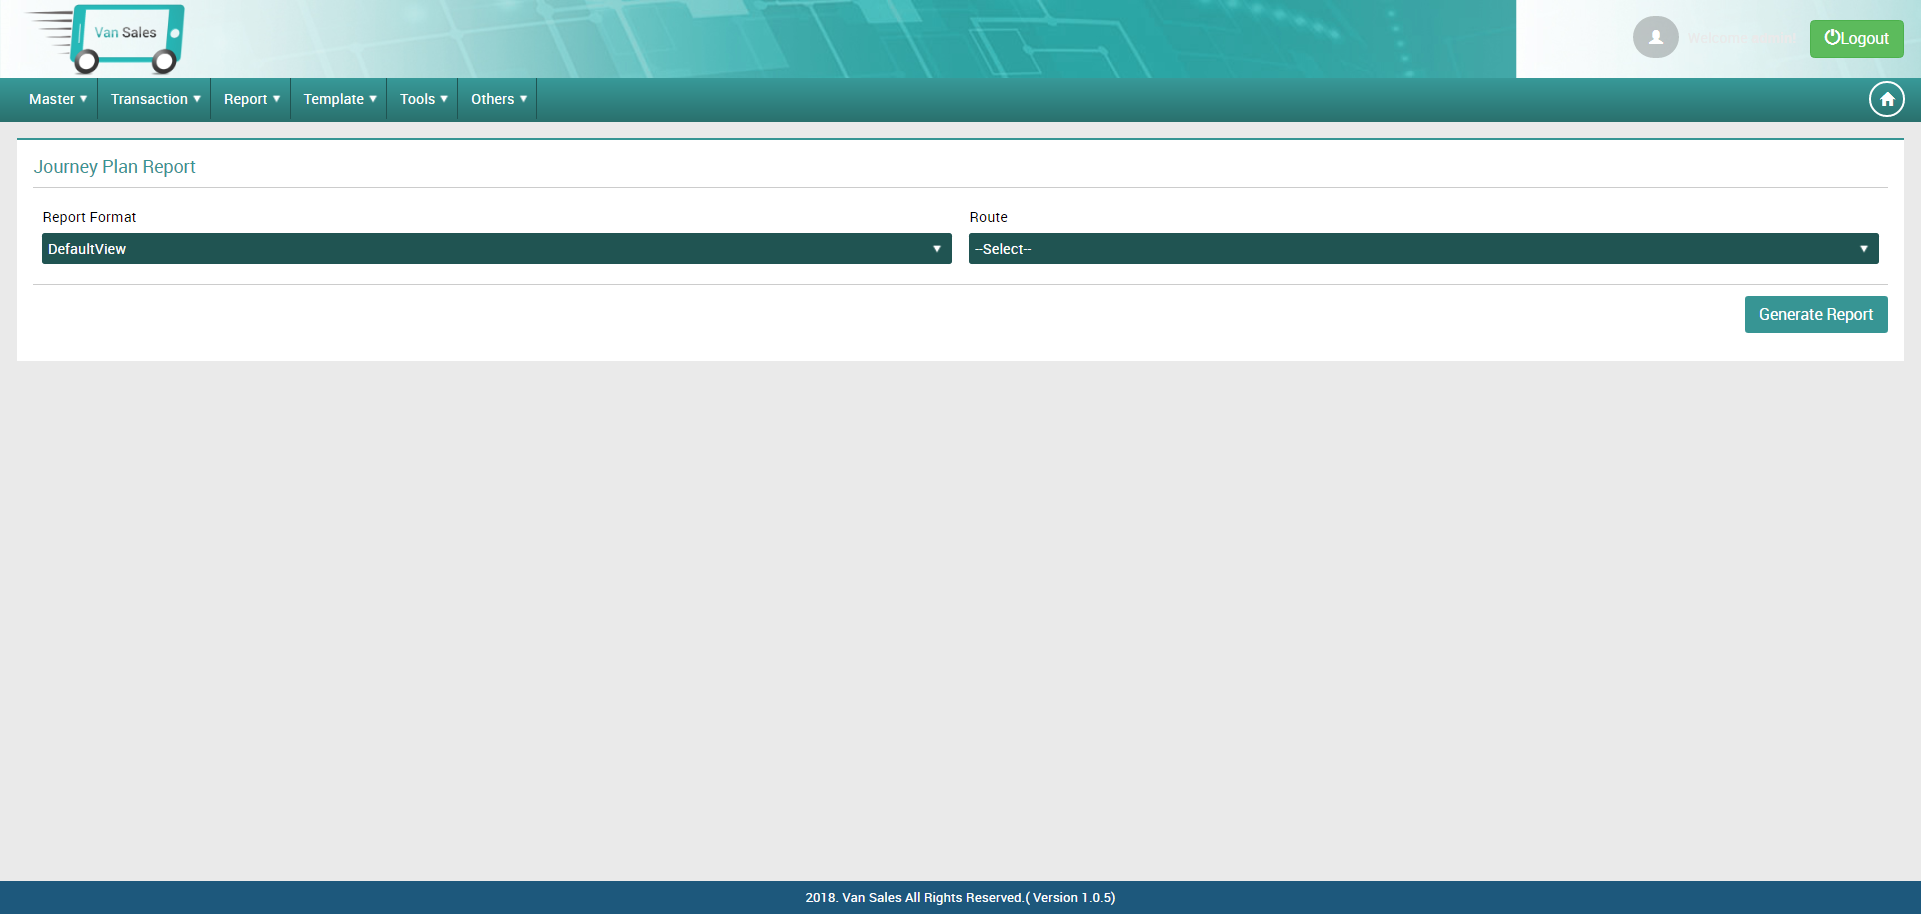 Van Sales
Welcome
Logout
Master
Transaction
Report
Template
Tools
Others
Journey Plan Report
Report Format
Route
DefaultView
--Select--
Generate Report
2018. Van Sales All Rights Reserved.( Version 1.0.5)